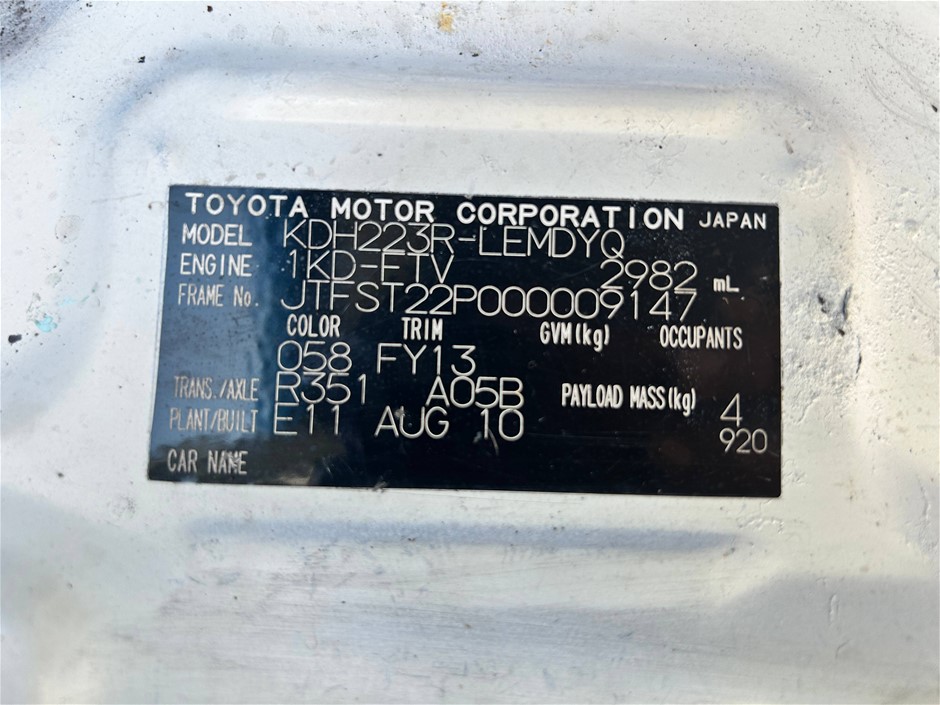 TOYOTA MOTOR CORPORATION JAPAN
MODEL KDH223R-LEMDYQ
ENGINE 1KD-FTV 2982 mL
FRAME No. JTFST22P000009147
COLOR TRIM GVM(kg) OCCUPANTS
058 FY13
TRANS./AXLE R351 A05B PAYLOAD MASS(kg) 4
PLANT/BUILT E11 AUG 10 920
CAR NAME